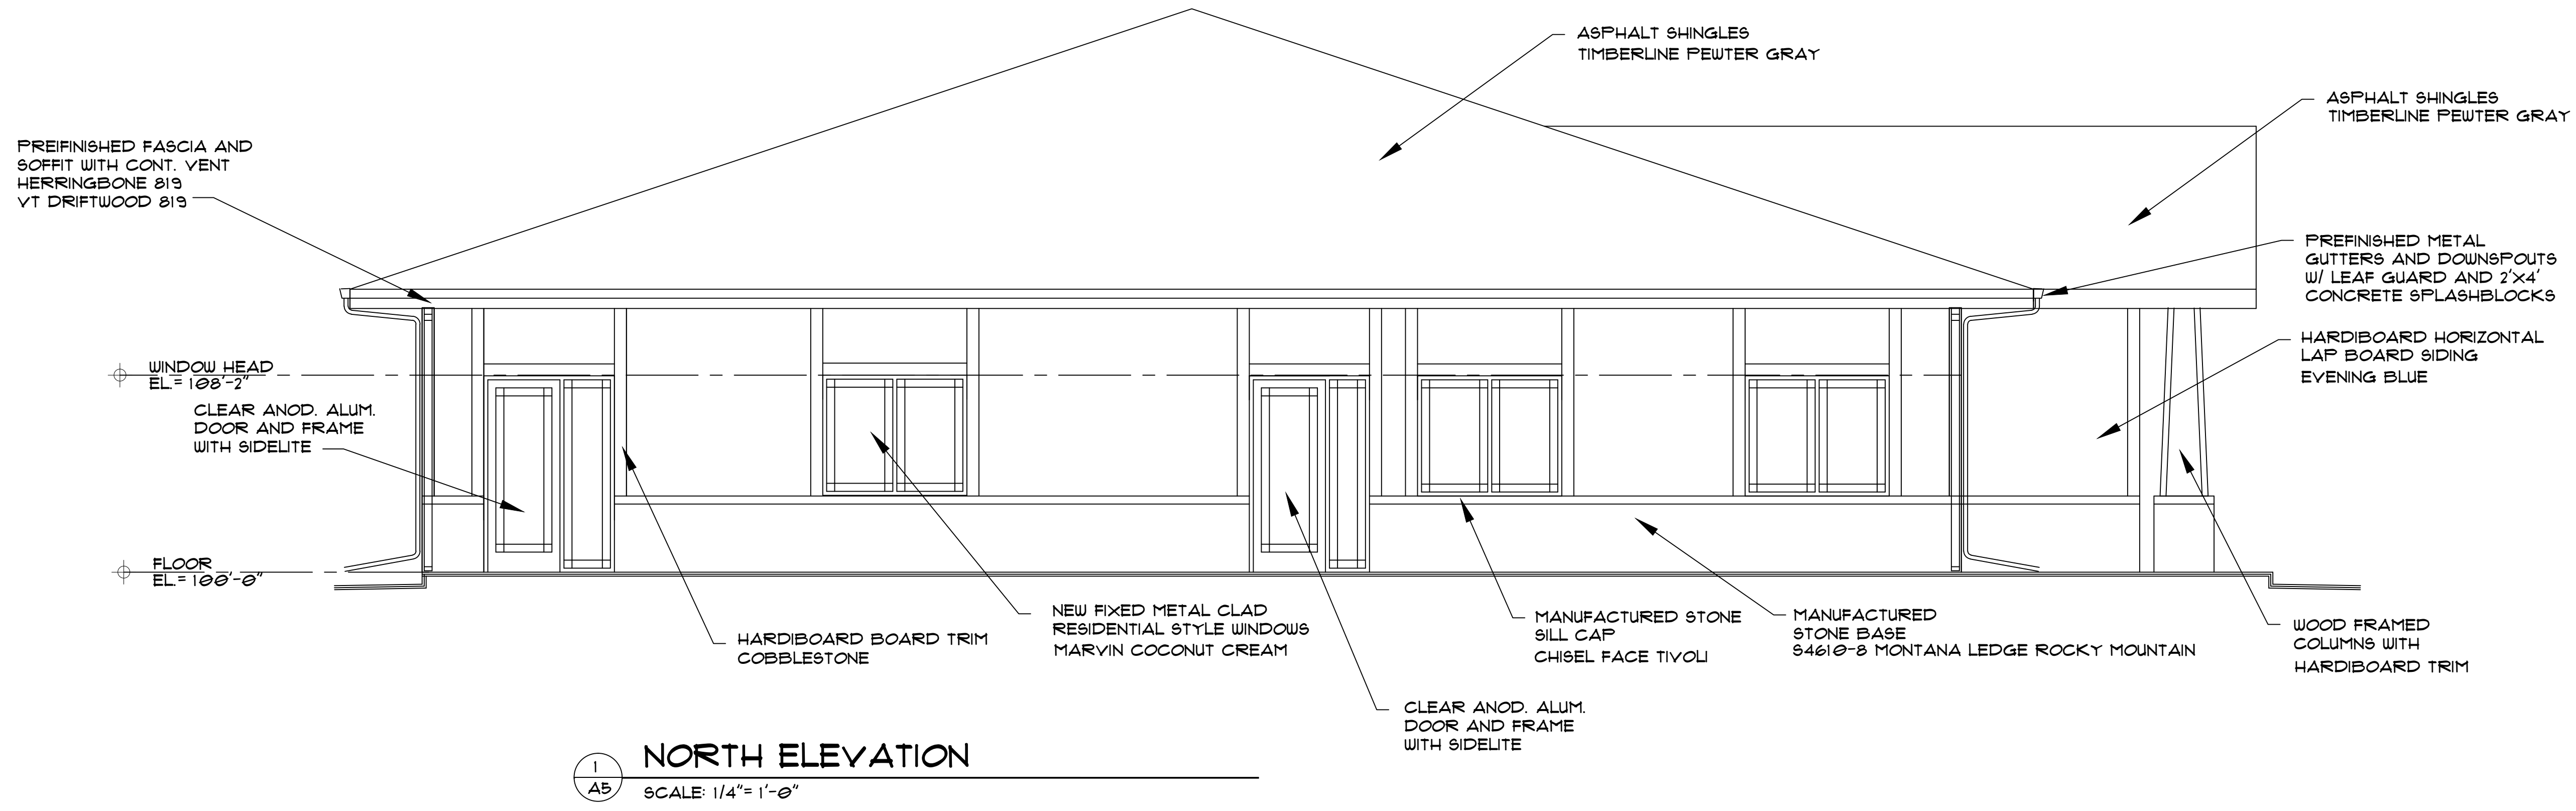 ASPHALT SHINGLES
TIMBERLINE PEWTER GRAY
ASPHALT SHINGLES
TIMBERLINE PEWTER GRAY
PREIFINISHED FASCIA AND
SOFFIT WITH CONT. VENT
HERRINGBONE 819
VT DRIFTWOOD 819
PREFINISHED METAL
GUTTERS AND DOWNSPOUTS
W/ LEAF GUARD AND 2'X4'
CONCRETE SPLASHBLOCKS
HARDIBOARD HORIZONTAL
LAP BOARD SIDING
EVENING BLUE
WINDOW HEAD
EL.= 108'-2"
CLEAR ANOD. ALUM.
DOOR AND FRAME
WITH SIDELITE
FLOOR
EL.= 100'-0"
HARDIBOARD BOARD TRIM
COBBLESTONE
NEW FIXED METAL CLAD
RESIDENTIAL STYLE WINDOWS
MARVIN COCONUT CREAM
MANUFACTURED STONE
SILL CAP
CHISEL FACE TIVOLI
MANUFACTURED
STONE BASE
S4610-8 MONTANA LEDGE ROCKY MOUNTAIN
WOOD FRAMED
COLUMNS WITH
HARDIBOARD TRIM
CLEAR ANOD. ALUM.
DOOR AND FRAME
WITH SIDELITE
1
A5
NORTH ELEVATION
SCALE: 1/4"= 1'-0"